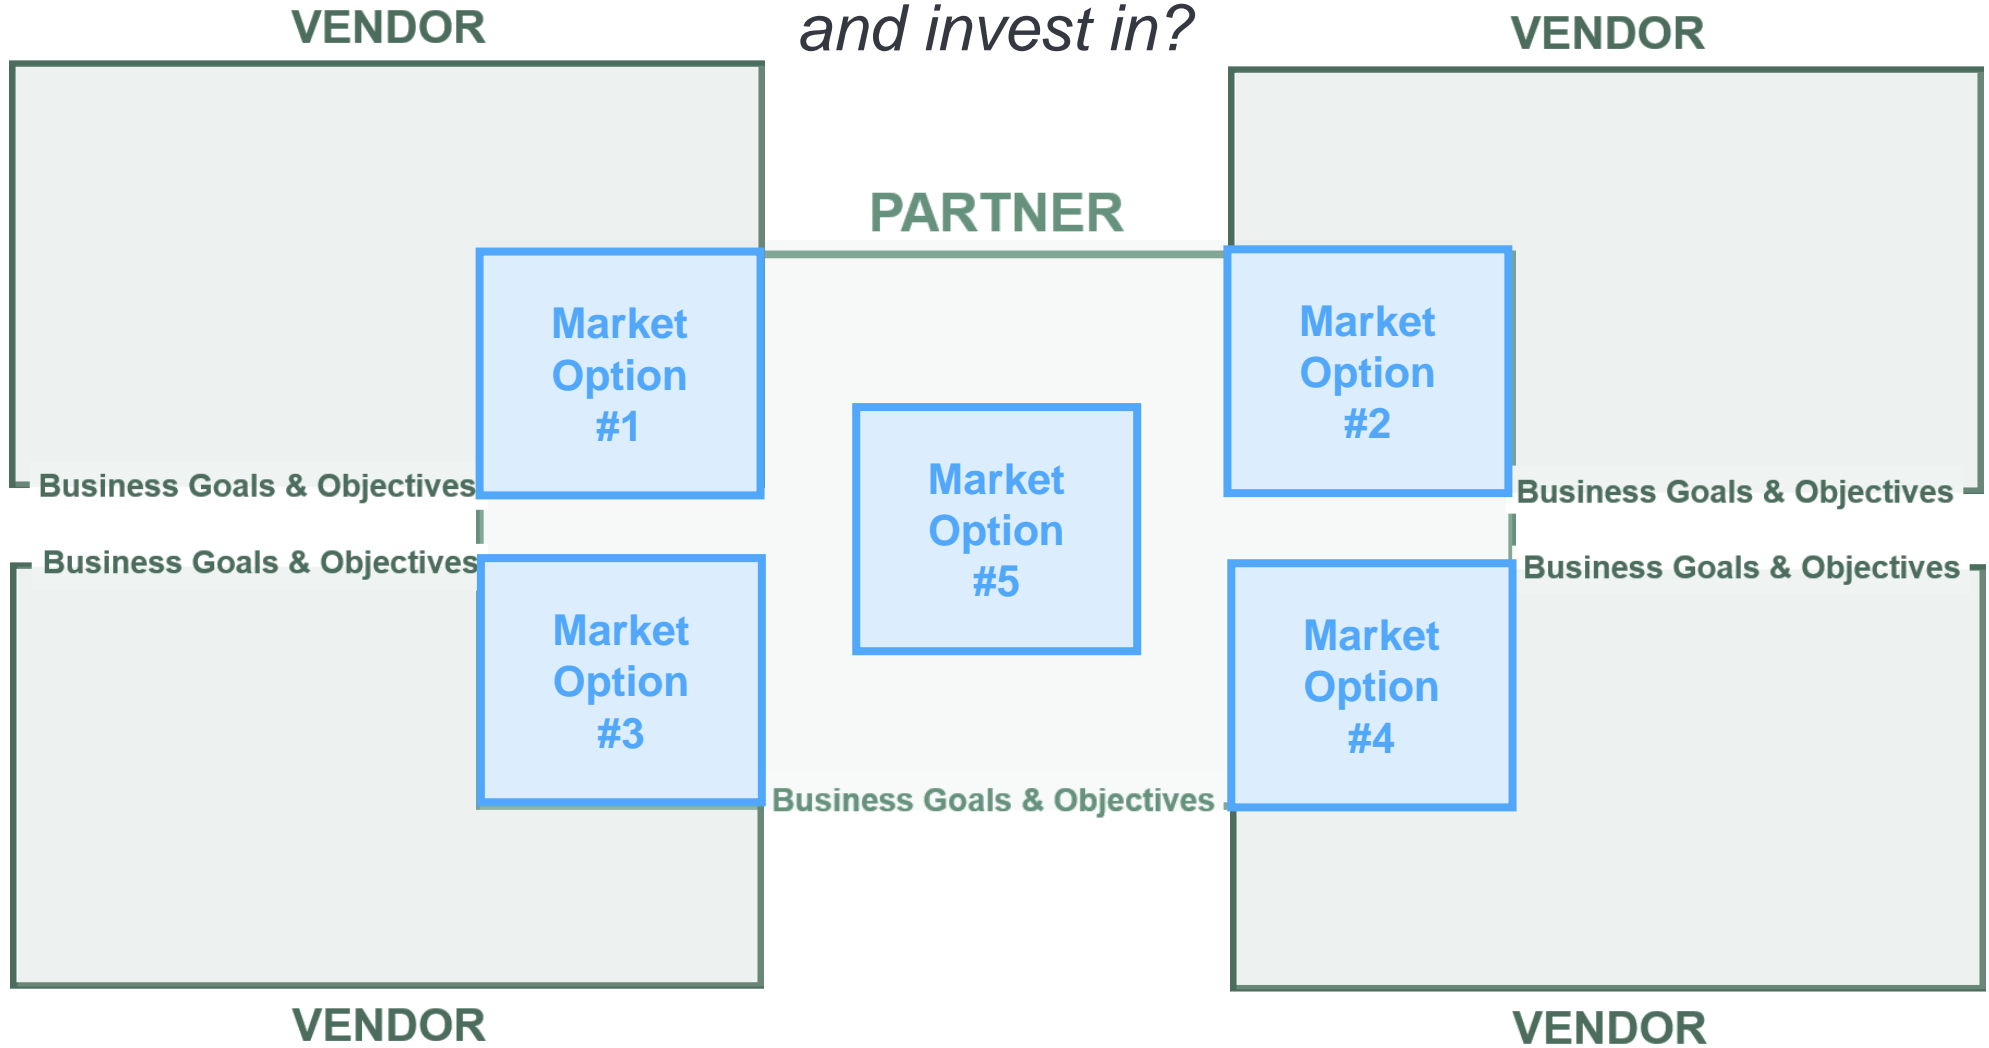 VENDOR
and invest in?
VENDOR
PARTNER
Market
Option
#1
Market
Option
#2
Market
Option
#5
Business Goals & Objectives
Business Goals & Objectives
Business Goals & Objectives
Business Goals & Objectives
Market
Option
#3
Market
Option
#4
Business Goals & Objectives
VENDOR
VENDOR